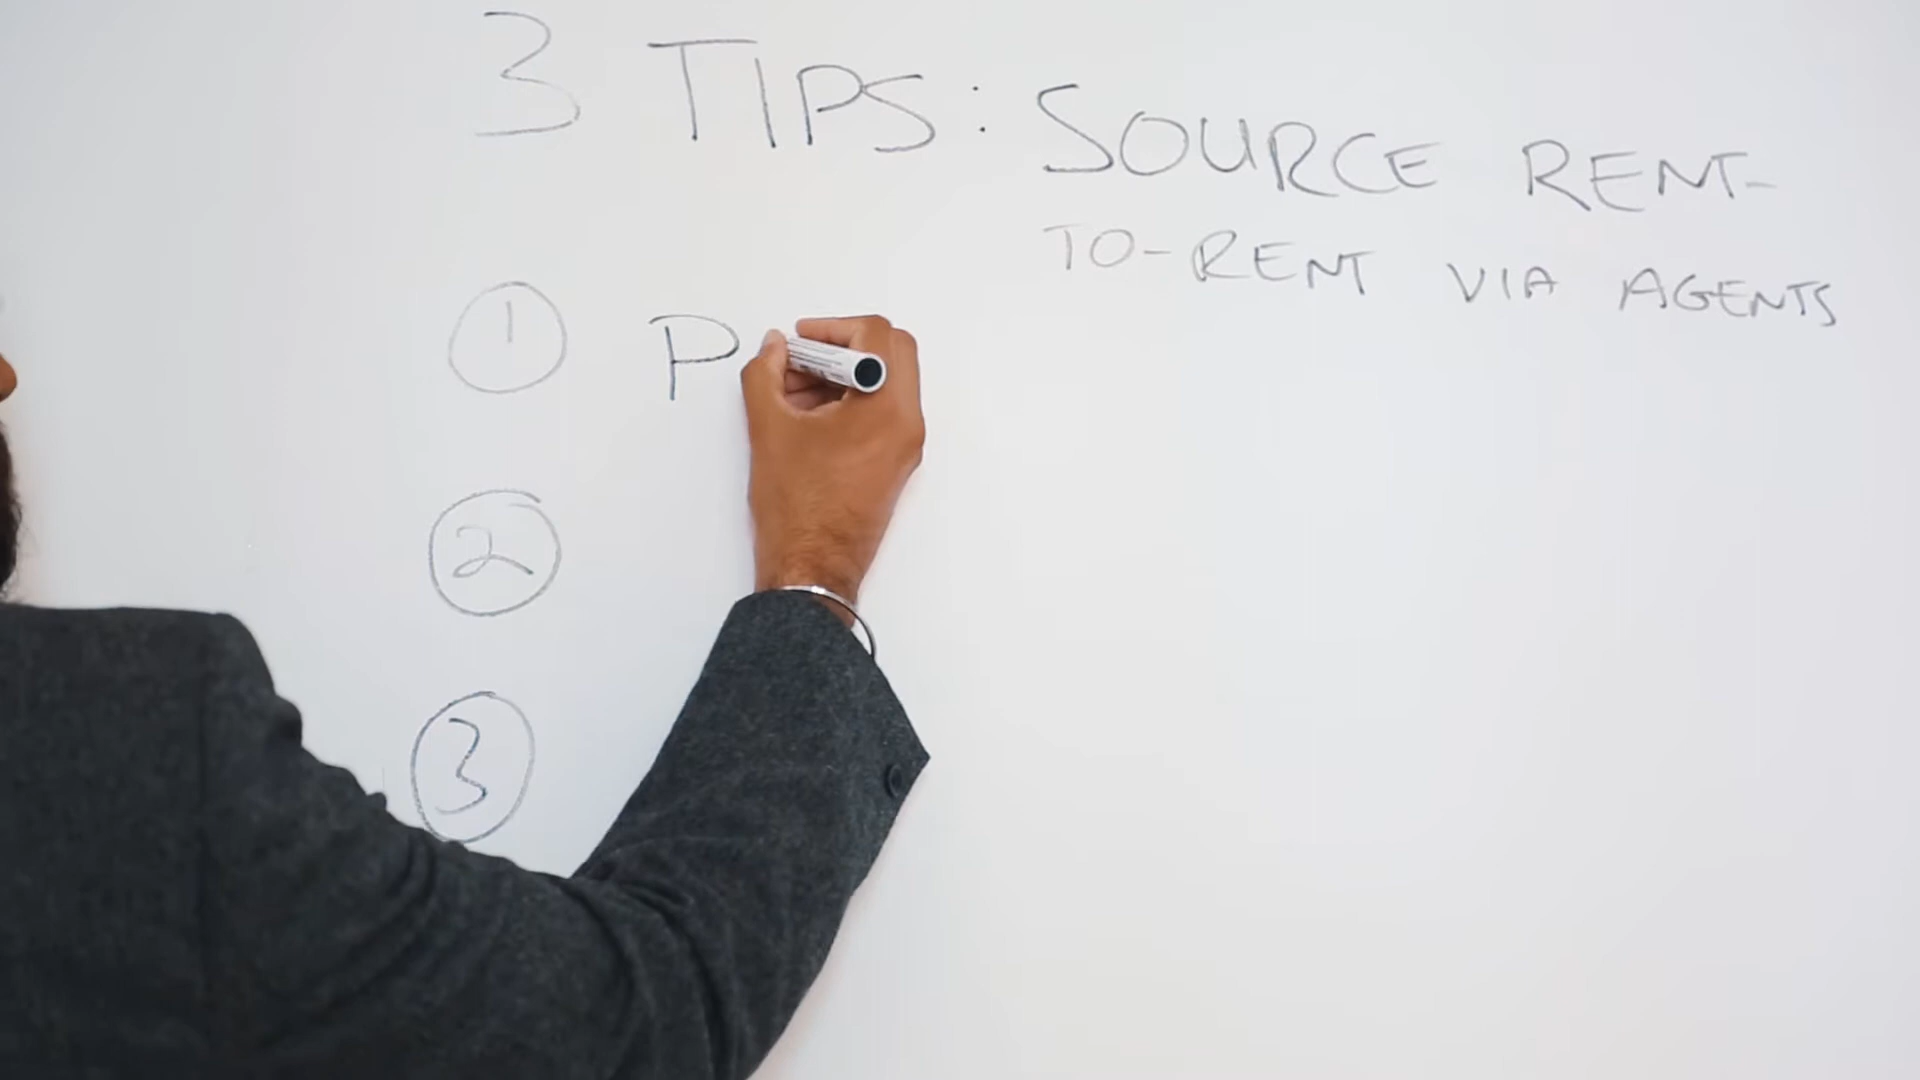 3 TIPS: SOURCE RENT-
TO-RENT VIA AGENTS
1 P
2
3